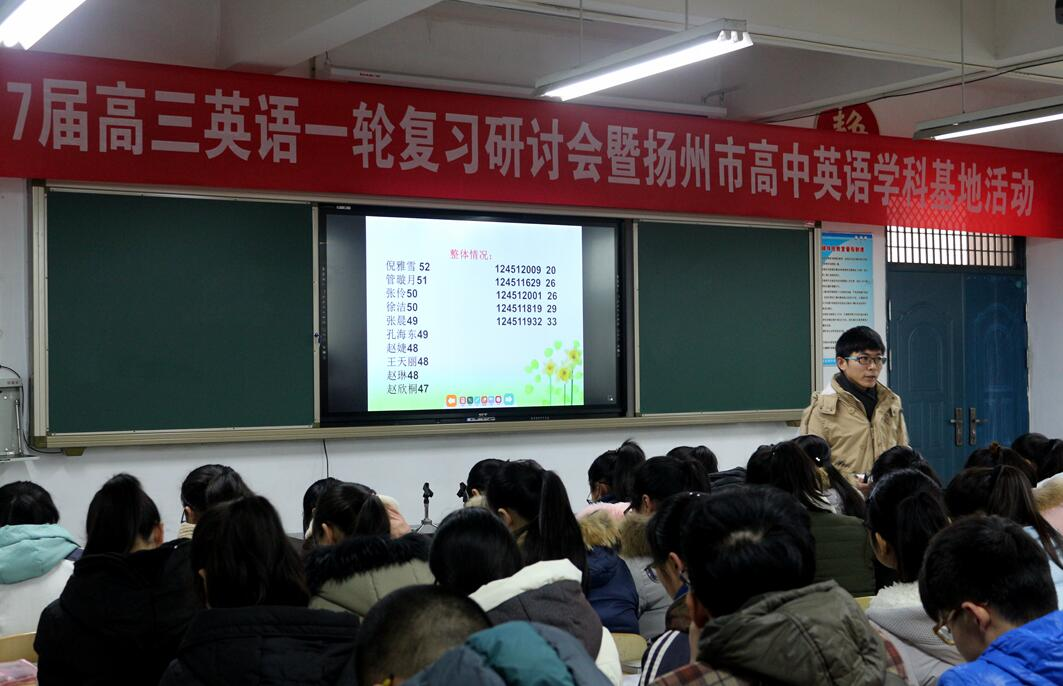 7届高三英语一轮复习研讨会暨扬州市高中英语学科基地活动
静
整体情况:
倪雅雪 52
管璇月51
张伶50
徐洁50
张晨49
孔海东49
赵婕48
王天丽48
赵琳48
赵欣桐47
124512009 20
124511629 26
124512001 26
124511819 29
124511932 33